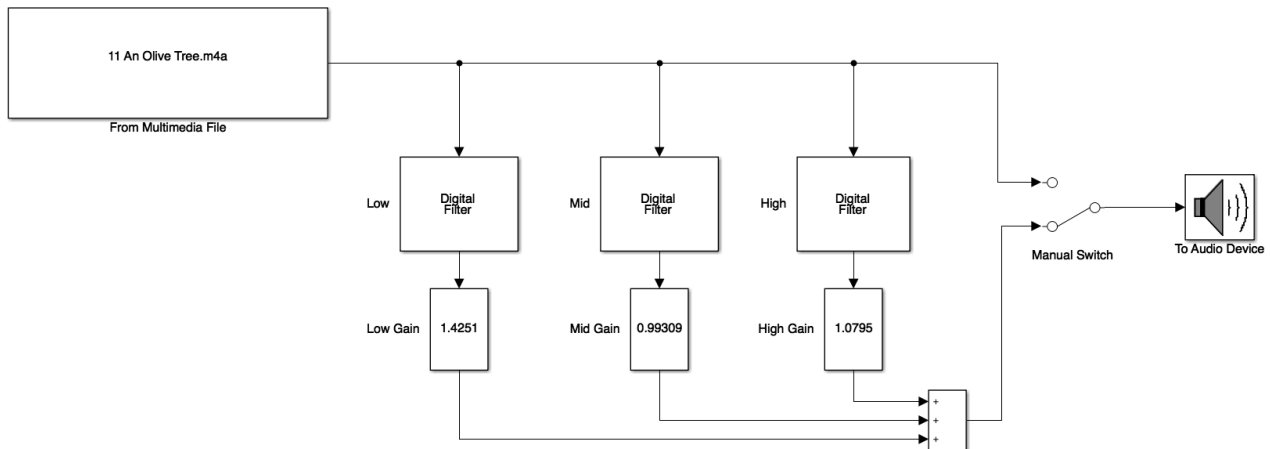 11 An Olive Tree.m4a
From Multimedia File
Low
Digital
Filter
Mid
Digital
Filter
High
Digital
Filter
Manual Switch
To Audio Device
Low Gain
1.4251
Mid Gain
0.99309
High Gain
1.0795
+
+
+